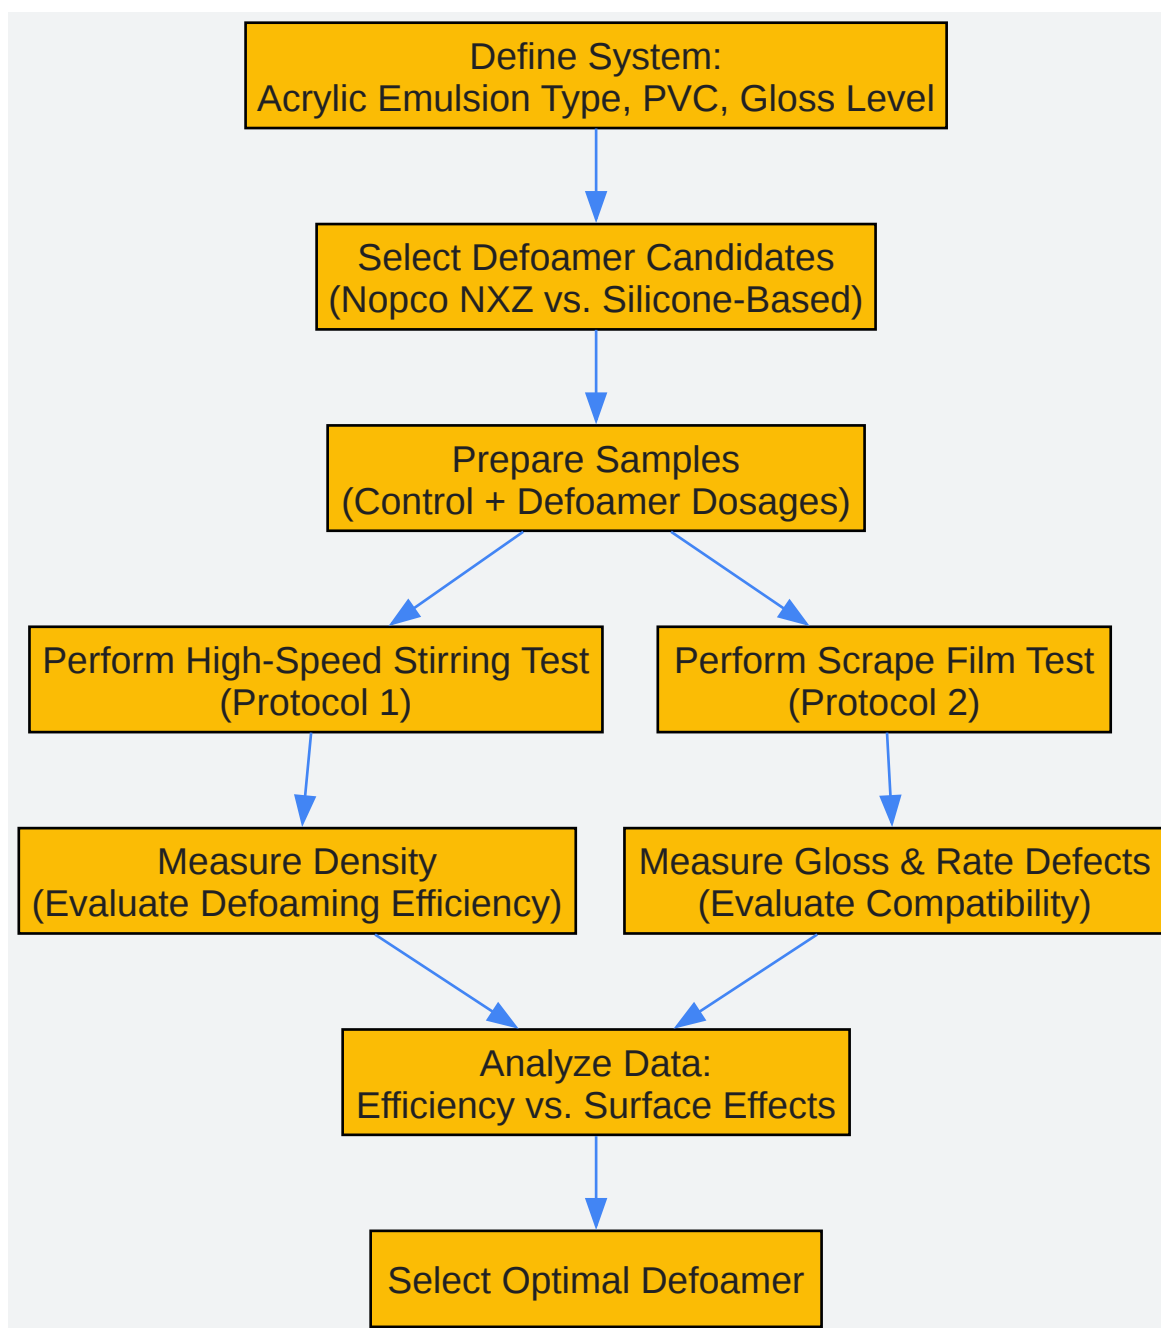 Define System:
Acrylic Emulsion Type, PVC, Gloss Level
Select Defoamer Candidates
(Nopco NXZ vs. Silicone-Based)
Prepare Samples
(Control + Defoamer Dosages)
Perform High-Speed Stirring Test
(Protocol 1)
Perform Scrape Film Test
(Protocol 2)
Measure Density
(Evaluate Defoaming Efficiency)
Measure Gloss & Rate Defects
(Evaluate Compatibility)
Analyze Data:
Efficiency vs. Surface Effects
Select Optimal Defoamer